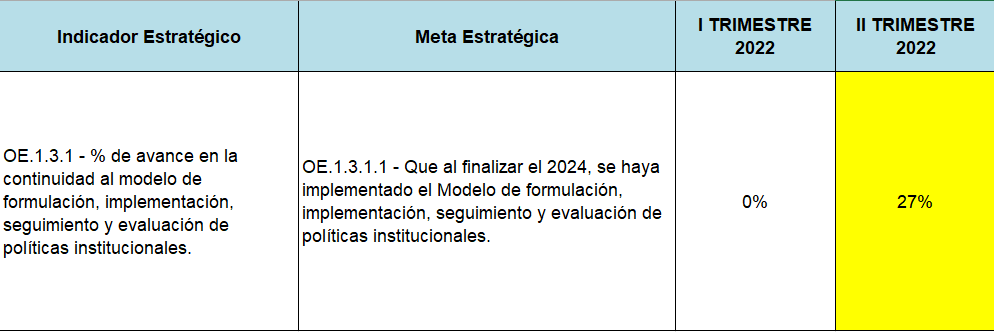 Indicador Estratégico
Meta Estratégica
I TRIMESTRE
2022
II TRIMESTRE
2022
OE.1.3.1 - % de avance en la
continuidad al modelo de
formulación, implementación,
seguimiento y evaluación de
políticas institucionales.
OE.1.3.1.1 - Que al finalizar el 2024, se haya
implementado el Modelo de formulación,
implementación, seguimiento y evaluación de
políticas institucionales.
0%
27%